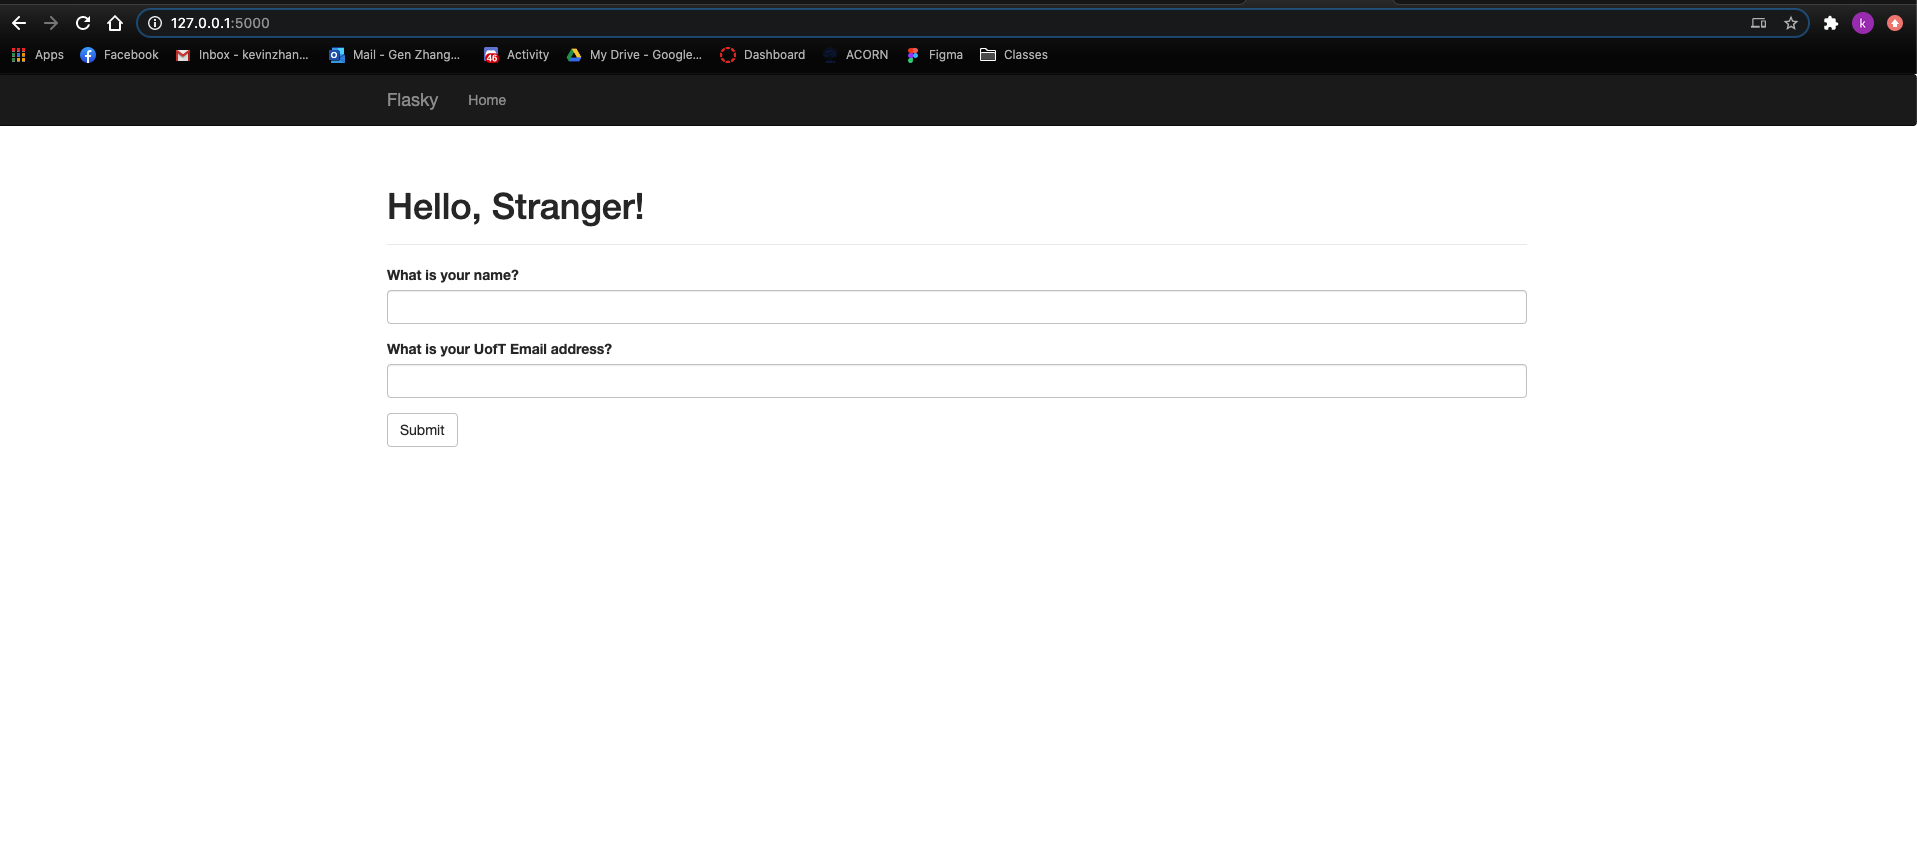 127.0.0.1:5000
Apps Facebook Inbox - kevinzhan... Mail - Gen Zhang... 46 Activity My Drive - Google... Dashboard ACORN Figma Classes
k
Flasky Home
Hello, Stranger!
What is your name?
What is your UofT Email address?
Submit